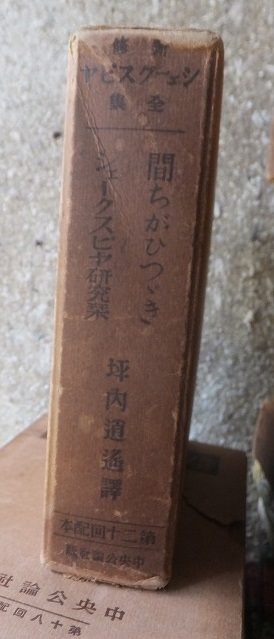 新修
シェークスピヤ
全集
間ちがひつゞき
シェークスピヤ研究栞
坪內逍遙譯
第二十回配本
中央公論社版
中央公論社
第十八回配